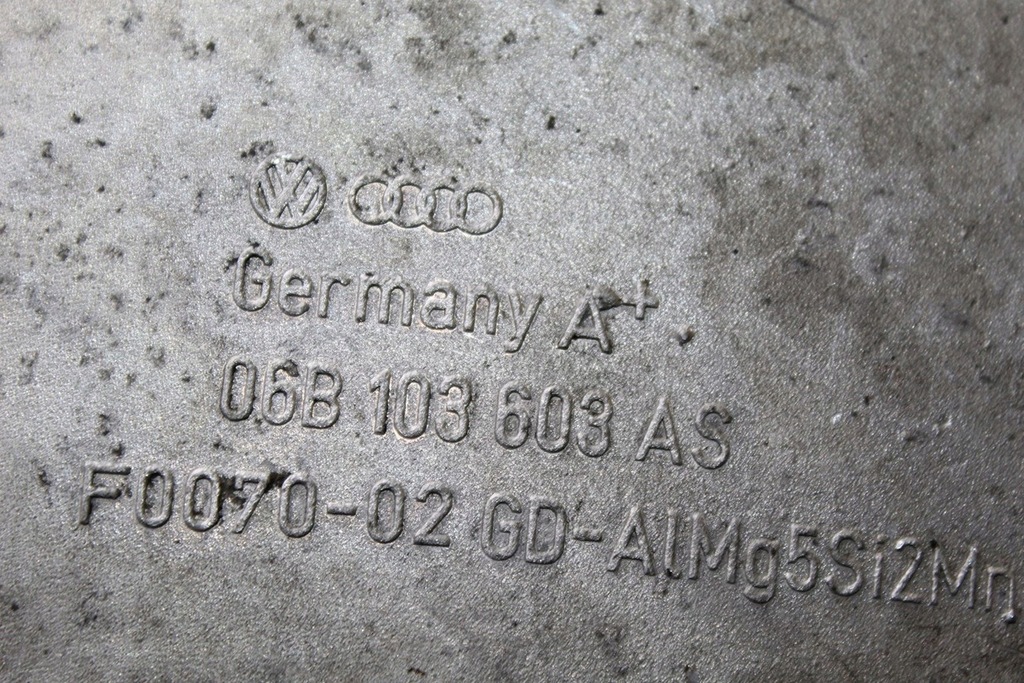 Germany A+
06B 103 603 AS
F0070-02 GD-AlMg5Si2Mn